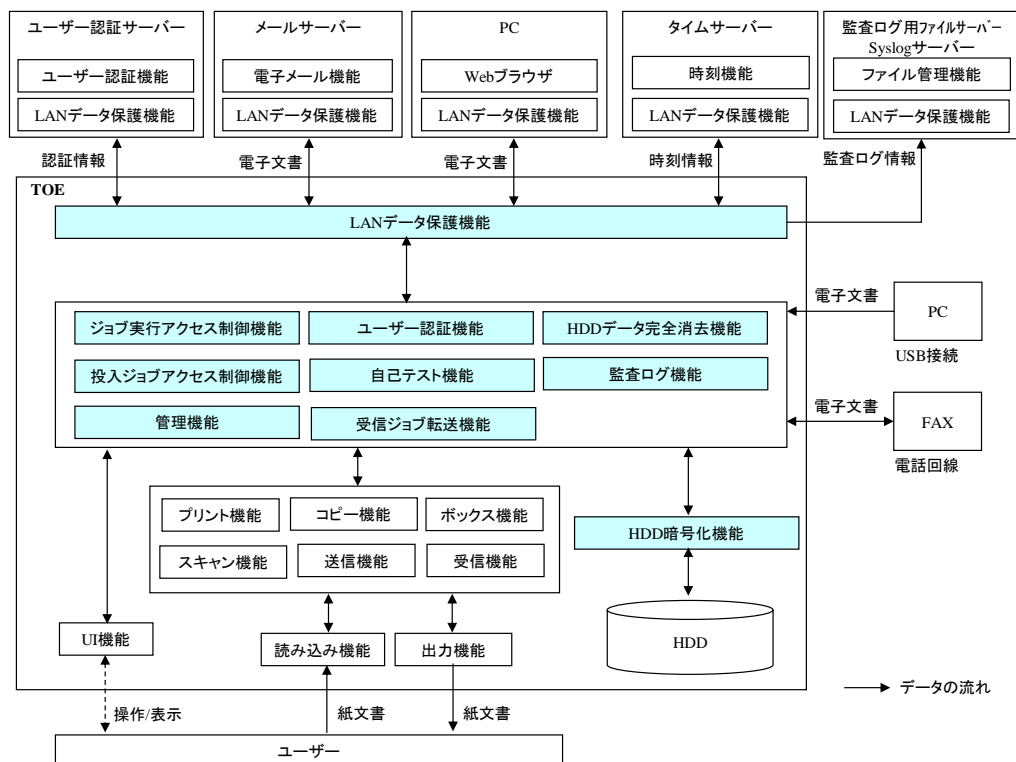 ユーザー認証サーバー
ユーザー認証機能
LANデータ保護機能
メールサーバー
電子メール機能
LANデータ保護機能
PC
Webブラウザ
LANデータ保護機能
タイムサーバー
時刻機能
LANデータ保護機能
監査ログ用ファイルサーバー
Syslogサーバー
ファイル管理機能
LANデータ保護機能
認証情報
電子文書
電子文書
時刻情報
監査ログ情報
TOE
LANデータ保護機能
ジョブ実行アクセス制御機能
ユーザー認証機能
HDDデータ完全消去機能
投入ジョブアクセス制御機能
自己テスト機能
監査ログ機能
管理機能
受信ジョブ転送機能
電子文書
PC
USB接続
電子文書
FAX
電話回線
プリント機能
コピー機能
ボックス機能
スキャン機能
送信機能
受信機能
HDD暗号化機能
HDD
UI機能
読み込み機能
出力機能
データの流れ
操作/表示
紙文書
紙文書
ユーザー